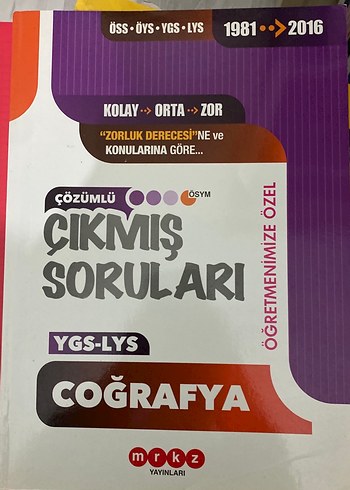 ÖSS • ÖYS • YGS • LYS
1981 ••➔ 2016
KOLAY ••➔ ORTA ••➔ ZOR
“ZORLUK DERECESİ”NE ve
KONULARINA GÖRE...
ÇÖZÜMLÜ
ÖSYM
ÇIKMIŞ
SORULARI
ÖĞRETMENİMİZE ÖZEL
YGS-LYS
COĞRAFYA
mrkz
YAYINLARI